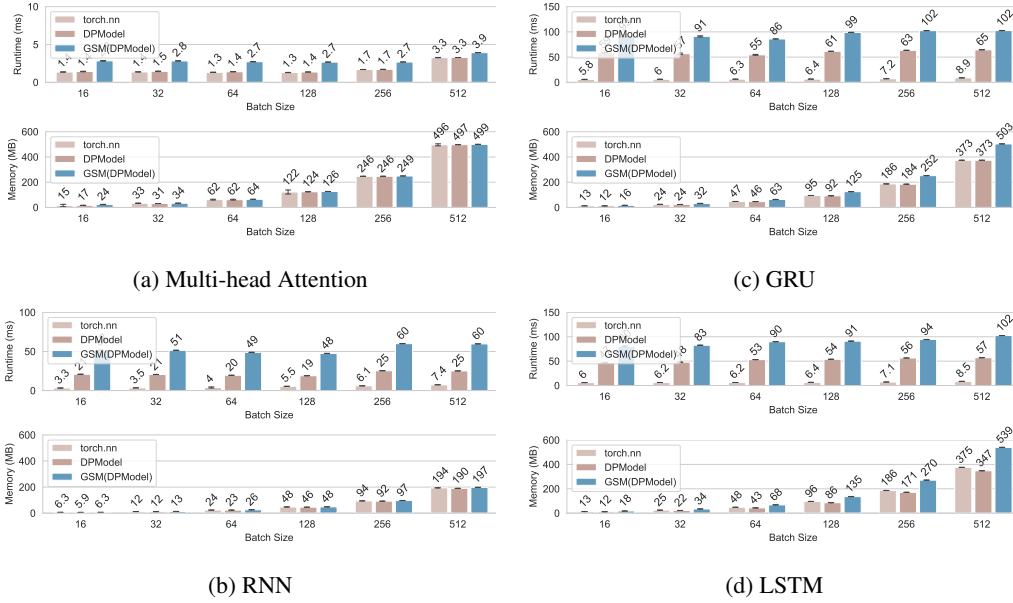 10
5
0
Runtime (ms)
torch.nn
DPModel
GSM(DPModel)
1.4 1.4 1.5 2.8
1.3 1.4 2.7
1.3 1.4 2.7
1.7 1.7 2.7
3.3 3.3 3.9
16 32 64 128 256 512
Batch Size
600
400
200
0
Memory (MB)
torch.nn
DPModel
GSM(DPModel)
15 17 24
33 31 34
62 62 64
122 124 126
246 246 249
496 497 499
16 32 64 128 256 512
Batch Size
(a) Multi-head Attention
150
100
50
0
Runtime (ms)
torch.nn
DPModel
GSM(DPModel)
5.8
6 91
6.3 55 86
6.4 61 99
7.2 63 102
8.9 65 102
16 32 64 128 256 512
Batch Size
600
400
200
0
Memory (MB)
torch.nn
DPModel
GSM(DPModel)
13 12 16
24 24 32
47 46 63
95 92 125
186 184 252
373 373 503
16 32 64 128 256 512
Batch Size
(c) GRU
100
50
0
Runtime (ms)
torch.nn
DPModel
GSM(DPModel)
3.3
3.5 21 51
4 20 49
5.5 19 48
6.1 25 60
7.4 25 60
16 32 64 128 256 512
Batch Size
400
200
0
Memory (MB)
torch.nn
DPModel
GSM(DPModel)
6.3 5.9 6.3
12 12 13
24 23 26
48 46 48
94 92 97
194 190 197
16 32 64 128 256 512
Batch Size
(b) RNN
150
100
50
0
Runtime (ms)
torch.nn
DPModel
GSM(DPModel)
6
6.2 83
6.2 53 90
6.4 54 91
7.1 56 94
8.5 57 102
16 32 64 128 256 512
Batch Size
600
400
200
0
Memory (MB)
torch.nn
DPModel
GSM(DPModel)
13 12 18
25 22 34
48 43 68
96 86 135
186 171 270
375 347 539
16 32 64 128 256 512
Batch Size
(d) LSTM